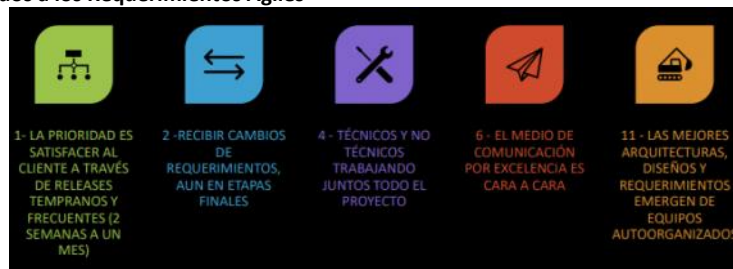 los Requerimientos Ágiles
1- LA PRIORIDAD ES
SATISFACER AL
CLIENTE A TRAVÉS
DE RELEASES
TEMPRANOS Y
FRECUENTES (2
SEMANAS A UN
MES)
2 -RECIBIR CAMBIOS
DE
REQUERIMIENTOS,
AUN EN ETAPAS
FINALES
4 - TÉCNICOS Y NO
TÉCNICOS
TRABAJANDO
JUNTOS TODO EL
PROYECTO
6 - EL MEDIO DE
COMUNICACIÓN
POR EXCELENCIA ES
CARA A CARA
11 - LAS MEJORES
ARQUITECTURAS,
DISEÑOS Y
REQUERIMIENTOS
EMERGEN DE
EQUIPOS
AUTOORGANIZADOS